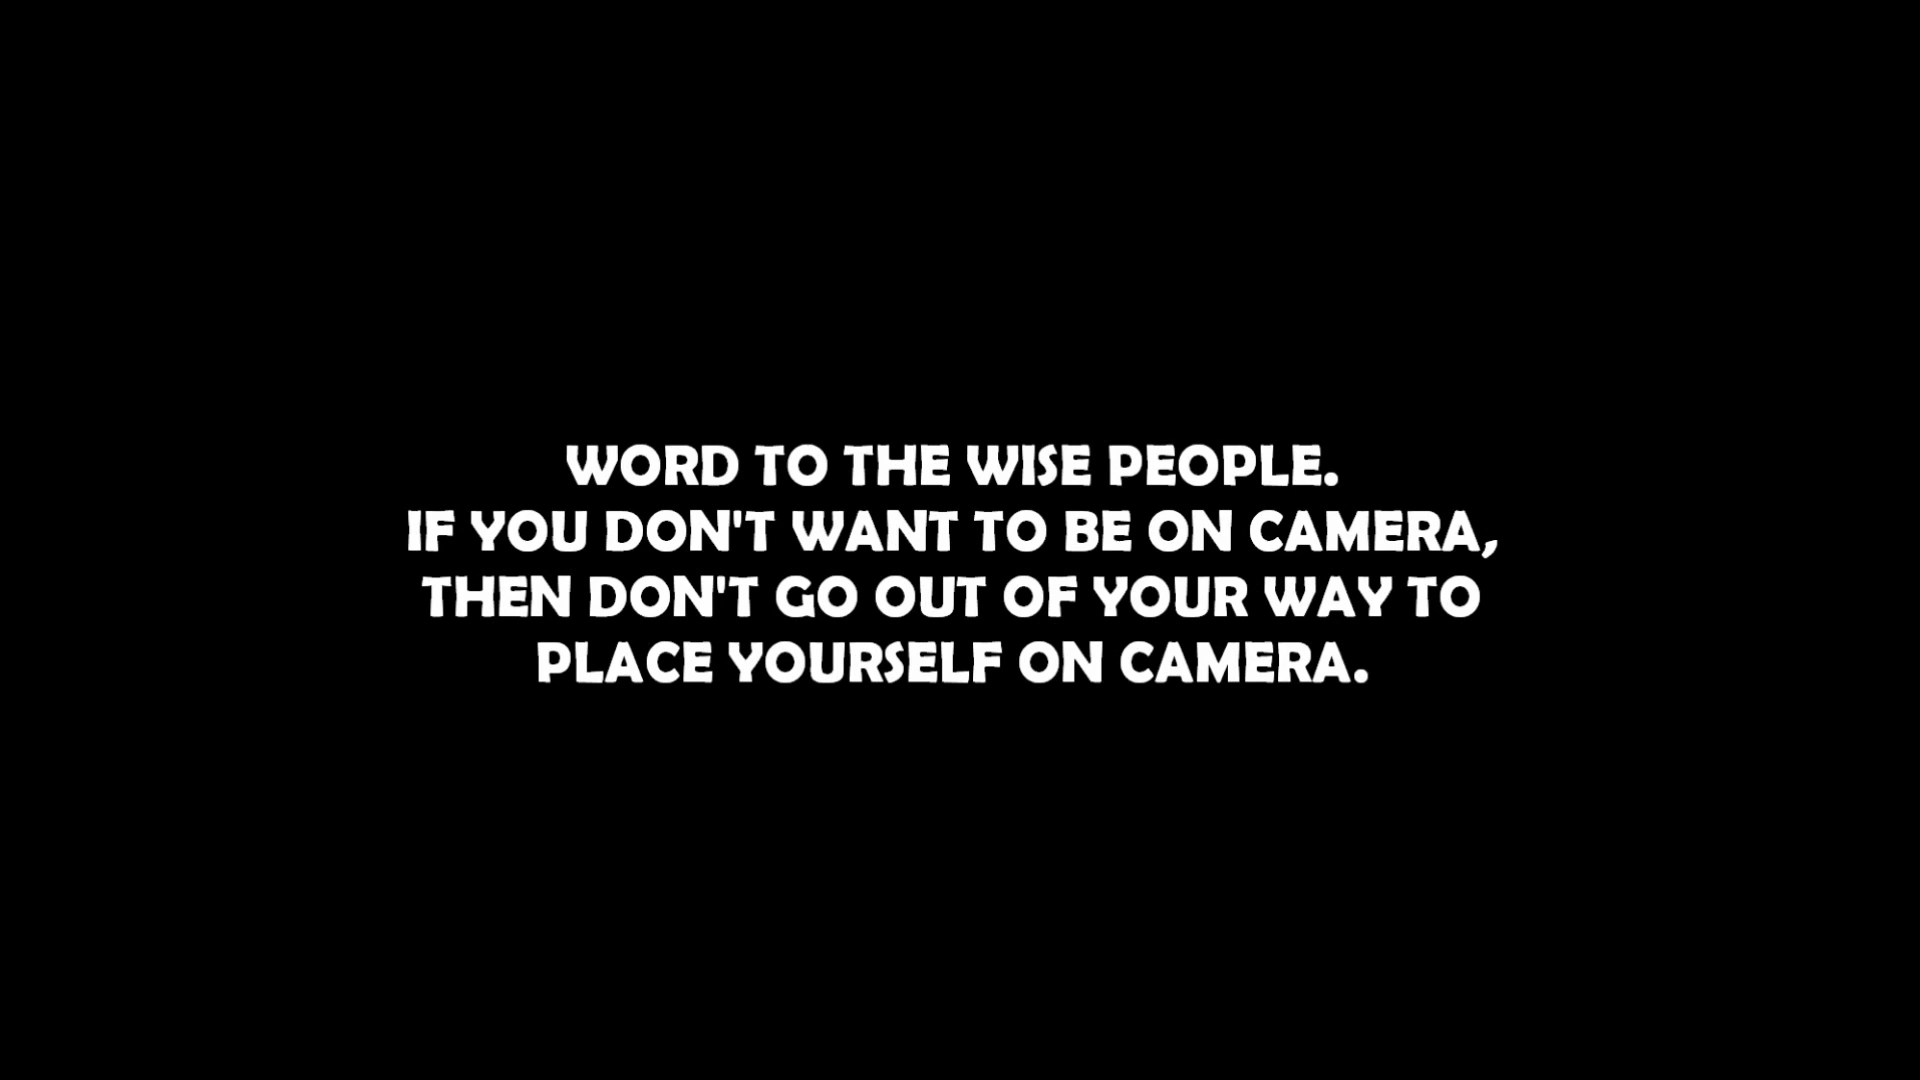 WORD TO THE WISE PEOPLE.
IF YOU DON'T WANT TO BE ON CAMERA,
THEN DON'T GO OUT OF YOUR WAY TO
PLACE YOURSELF ON CAMERA.